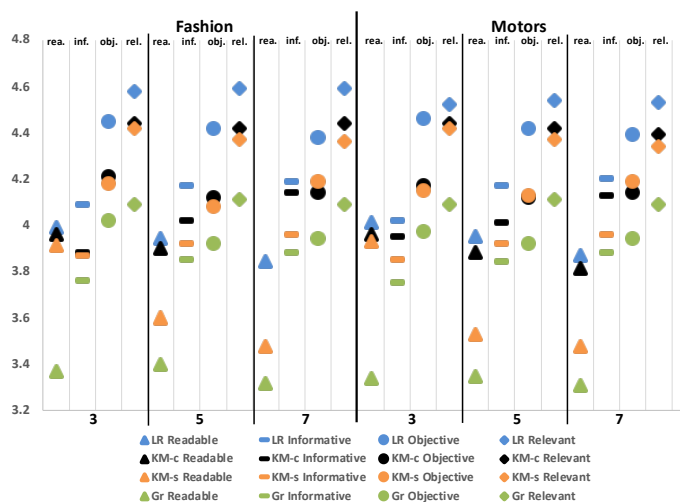 Fashion Motors
4.8 rea. inf. obj. rel. rea. inf. obj. rel. rea. inf. obj. rel. rea. inf. obj. rel. rea. inf. obj. rel. rea. inf. obj. rel.
4.6
4.4
4.2
4
3.8
3.6
3.4
3.2
3 5 7 3 5 7
LR Readable LR Informative LR Objective LR Relevant
KM-c Readable KM-c Informative KM-c Objective KM-c Relevant
KM-s Readable KM-s Informative KM-s Objective KM-s Relevant
Gr Readable Gr Informative Gr Objective Gr Relevant